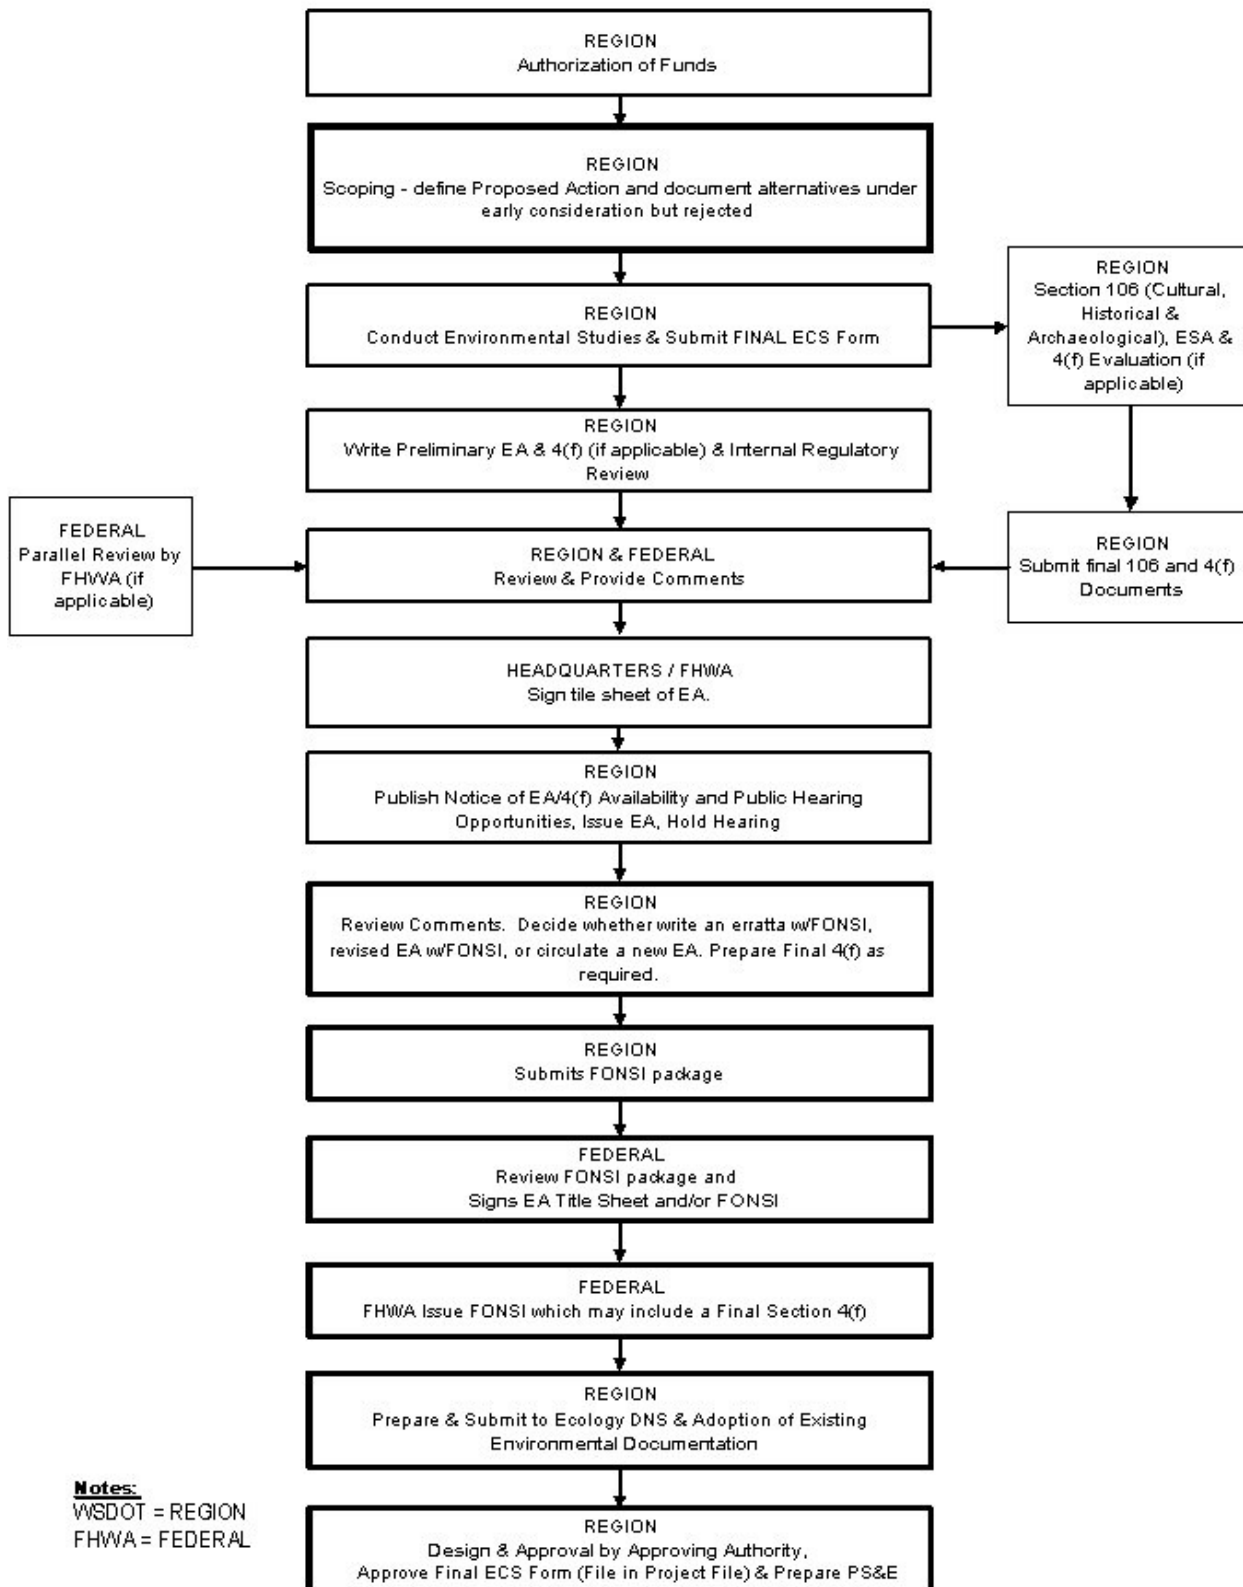 REGION
Authorization of Funds
REGION
Scoping - define Proposed Action and document alternatives under
early consideration but rejected
REGION
Conduct Environmental Studies & Submit FINAL ECS Form
REGION
Section 106 (Cultural,
Historical &
Archaeological), ESA &
4(f) Evaluation (if
applicable)
REGION
Write Preliminary EA & 4(f) (if applicable) & Internal Regulatory
Review
FEDERAL
Parallel Review by
FHWA (if
applicable)
REGION & FEDERAL
Review & Provide Comments
REGION
Submit final 106 and 4(f)
Documents
HEADQUARTERS / FHWA
Sign tile sheet of EA.
REGION
Publish Notice of EA/4(f) Availability and Public Hearing
Opportunities, Issue EA, Hold Hearing
REGION
Review Comments. Decide whether write an erratta w/FONSI,
revised EA w/FONSI, or circulate a new EA. Prepare Final 4(f) as
required.
REGION
Submits FONSI package
FEDERAL
Review FONSI package and
Signs EA Title Sheet and/or FONSI
FEDERAL
FHWA Issue FONSI which may include a Final Section 4(f)
REGION
Prepare & Submit to Ecology DNS & Adoption of Existing
Environmental Documentation
Notes:
WSDOT = REGION
FHWA = FEDERAL
REGION
Design & Approval by Approving Authority,
Approve Final ECS Form (File in Project File) & Prepare PS&E